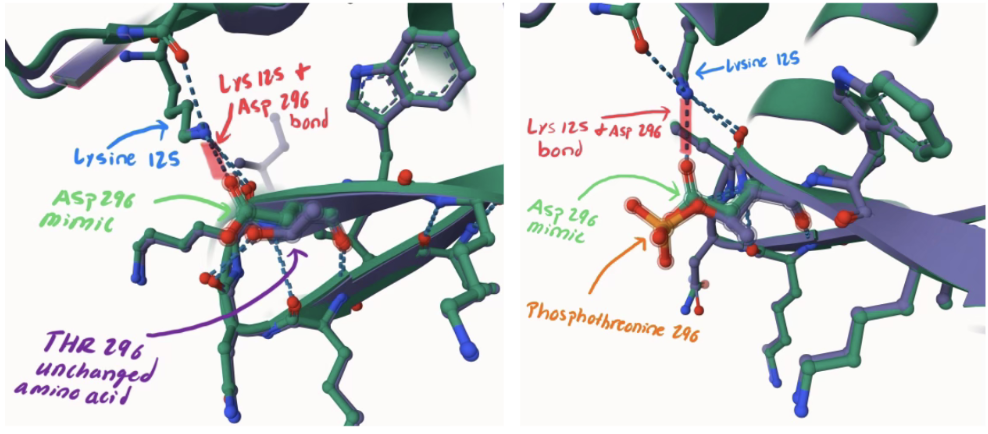 Lys 125 +
Asp 296
bond
Lysine 125
Asp 296
mimic
THR 296
unchanged
amino acid
Lysine 125
Lys 125 + Asp 296
bond
Asp 296
mimic
Phosphothreonine 296